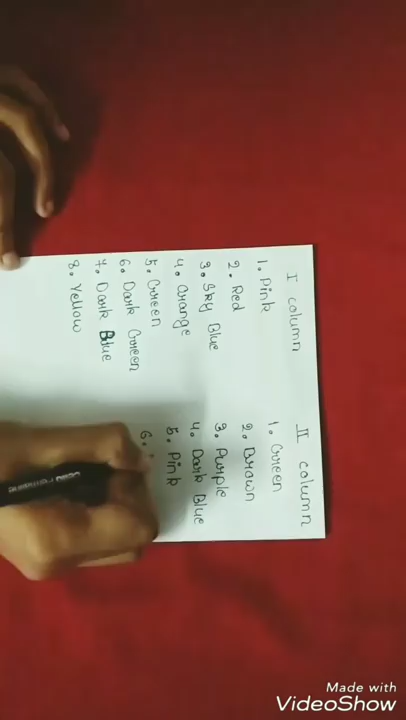 I column
1. Pink
2. Red
3. Sky Blue
4. Orange
5. Green
6. Dark Green
7. Dark Blue
8. Yellow
II column
1. Green
2. Brown
3. Purple
4. Dark Blue
5. Pink
6.
Made with
VideoShow